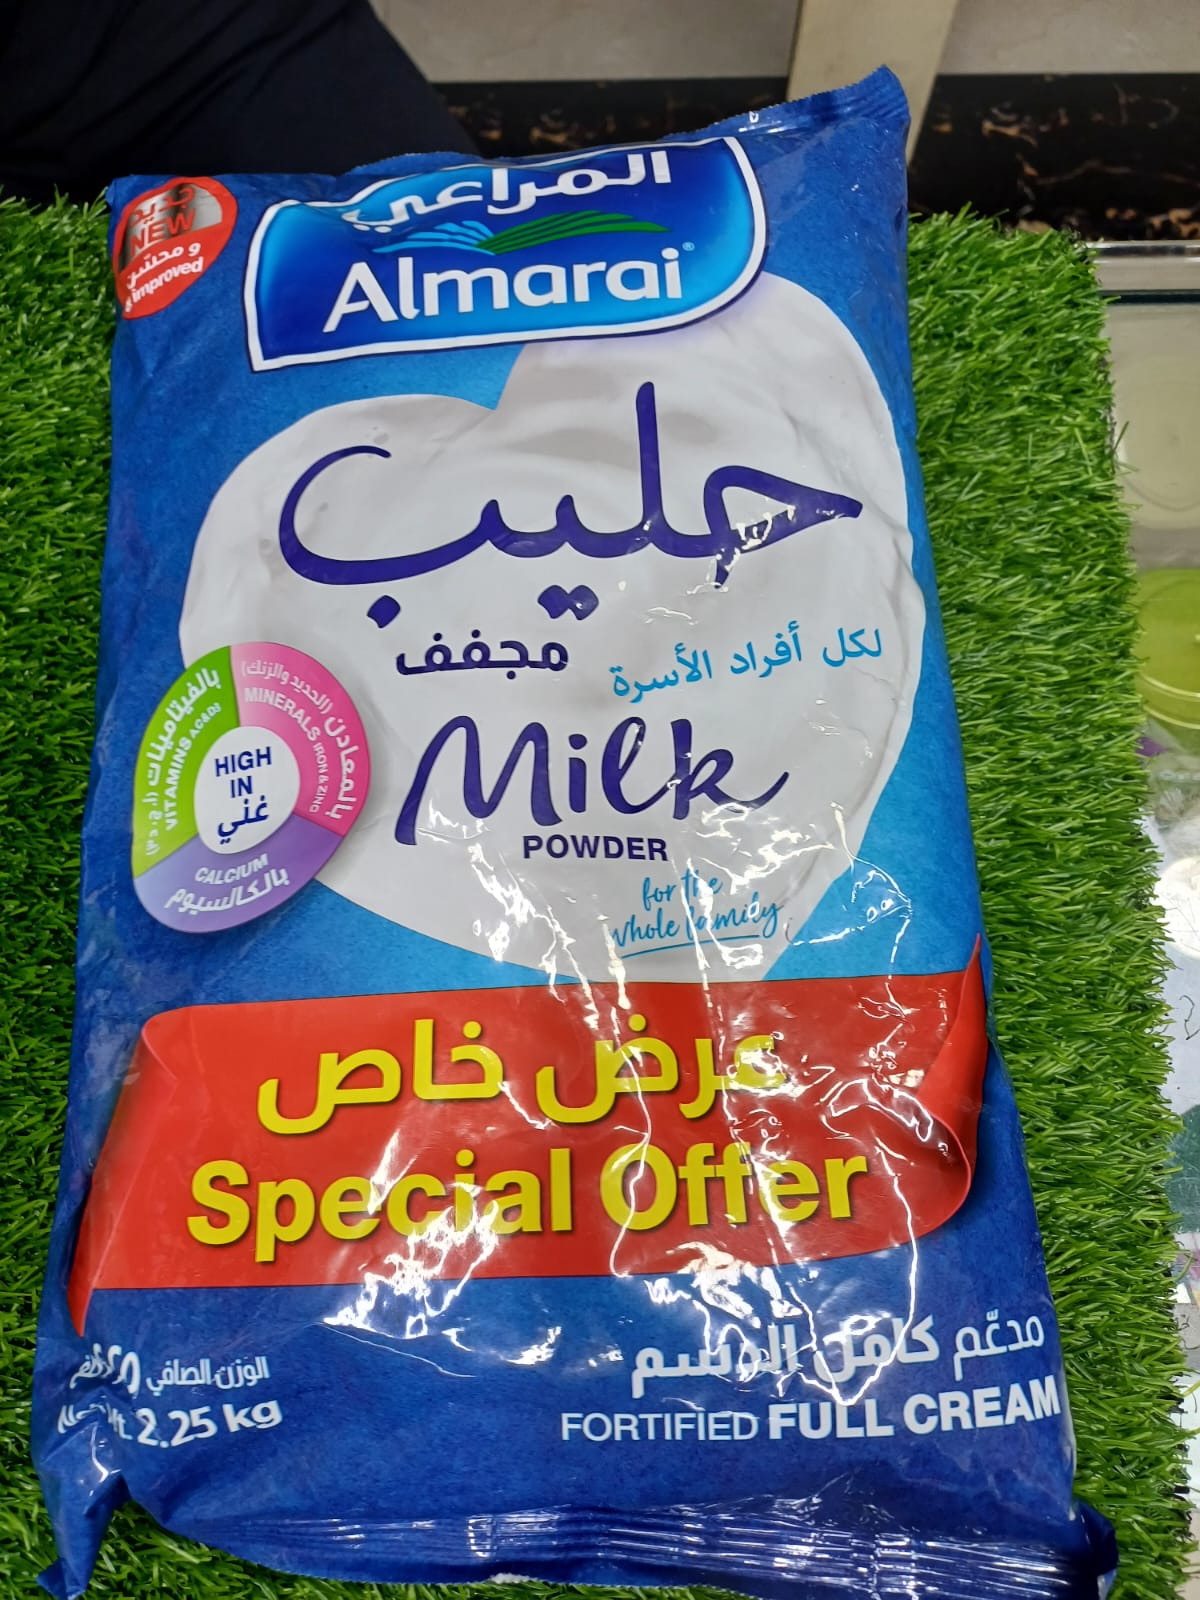 جديد
NEW
و محسّن
& improved
المراعي
Almarai®
حليب
مجفف
لكل أفراد الأسرة
Milk
POWDER
for the
whole family
بالفيتامينات
VITAMINS AC&D3
بالمعادن (الحديد والزنك)
MINERALS IRON & ZINC
HIGH
IN
غني
CALCIUM
بالكالسيوم
عرض خاص
Special Offer
الوزن الصافي
2.25 kg
مدعّم كامل الدسم
FORTIFIED FULL CREAM